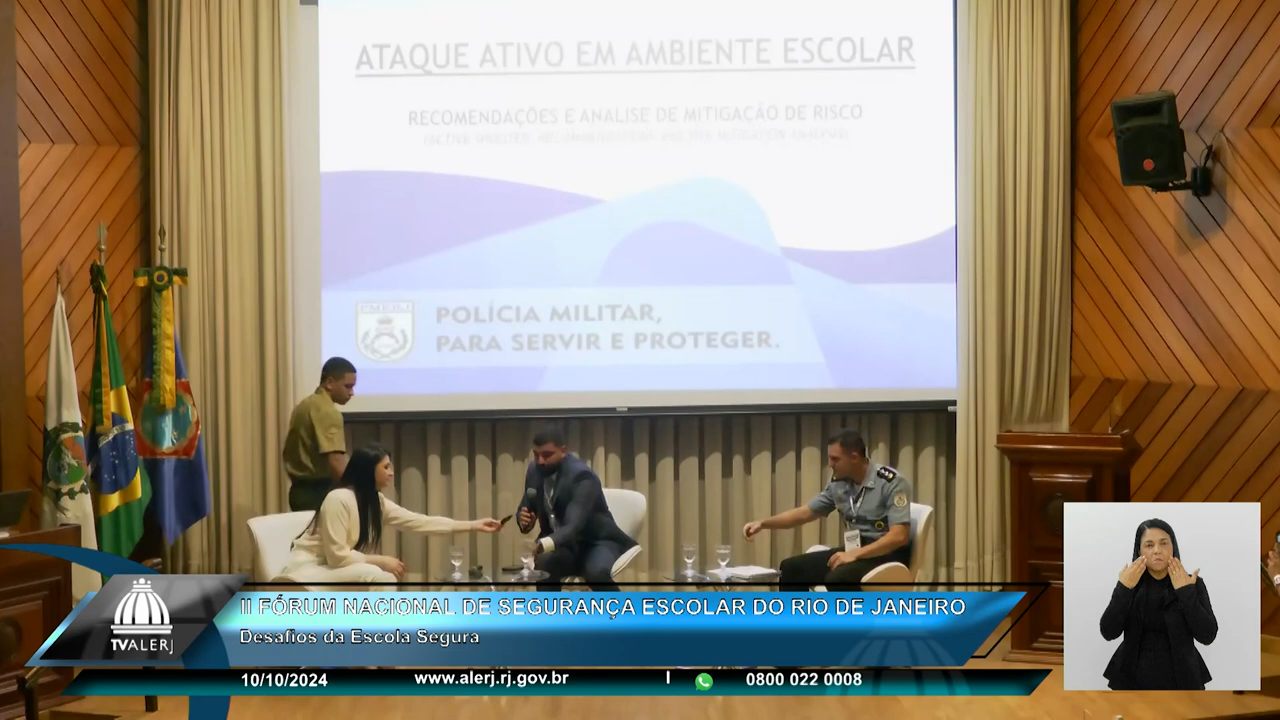 ATAQUE ATIVO EM AMBIENTE ESCOLAR
RECOMENDAÇÕES E ANALISE DE MITIGAÇÃO DE RISCO
PMERJ
POLÍCIA MILITAR,
PARA SERVIR E PROTEGER.
II FÓRUM NACIONAL DE SEGURANÇA ESCOLAR DO RIO DE JANEIRO
Desafios da Escola Segura
TVALERJ
10/10/2024 www.alerj.rj.gov.br | 0800 022 0008